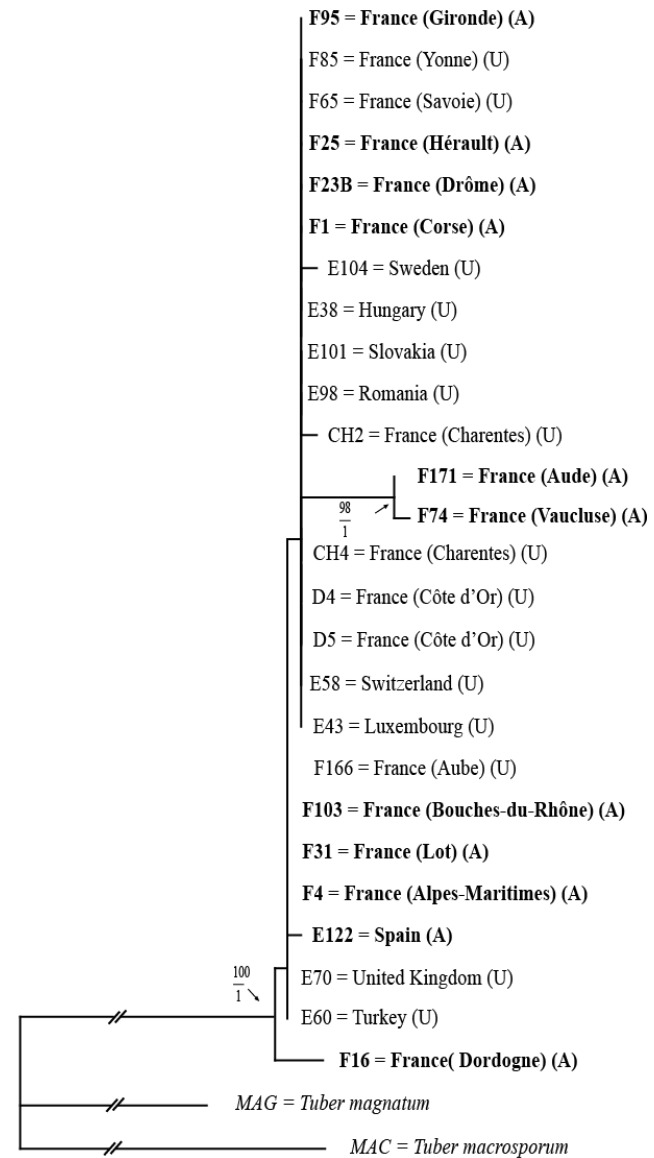 F95 = France (Gironde) (A)
F85 = France (Yonne) (U)
F65 = France (Savoie) (U)
F25 = France (Hérault) (A)
F23B = France (Drôme) (A)
F1 = France (Corse) (A)
E104 = Sweden (U)
E38 = Hungary (U)
E101 = Slovakia (U)
E98 = Romania (U)
CH2 = France (Charentes) (U)
F171 = France (Aude) (A)
98
1
F74 = France (Vaucluse) (A)
CH4 = France (Charentes) (U)
D4 = France (Côte d’Or) (U)
D5 = France (Côte d’Or) (U)
E58 = Switzerland (U)
E43 = Luxembourg (U)
F166 = France (Aube) (U)
F103 = France (Bouches-du-Rhône) (A)
F31 = France (Lot) (A)
F4 = France (Alpes-Maritimes) (A)
E122 = Spain (A)
100
1
E70 = United Kingdom (U)
E60 = Turkey (U)
F16 = France( Dordogne) (A)
MAG = Tuber magnatum
MAC = Tuber macrosporum